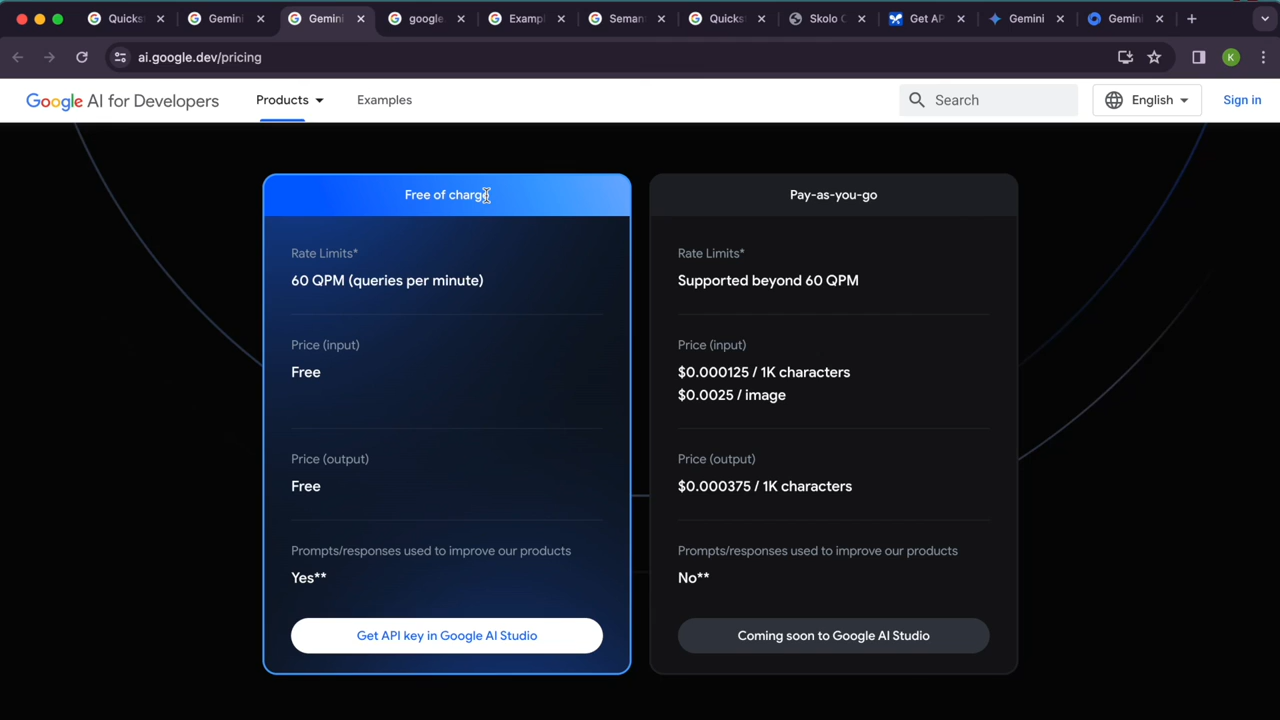 Quicks
Gemini
Gemini
google.
Exampl
Seman
Quicks
Skolo
Get AP
Gemini
Gemini
ai.google.dev/pricing
K
Google AI for Developers
Products
Examples
Search
English
Sign in
Free of charge
Rate Limits*
60 QPM (queries per minute)
Price (input)
Free
Price (output)
Free
Prompts/responses used to improve our products
Yes**
Get API key in Google AI Studio
Pay-as-you-go
Rate Limits*
Supported beyond 60 QPM
Price (input)
$0.000125 / 1K characters
$0.0025 / image
Price (output)
$0.000375 / 1K characters
Prompts/responses used to improve our products
No**
Coming soon to Google AI Studio